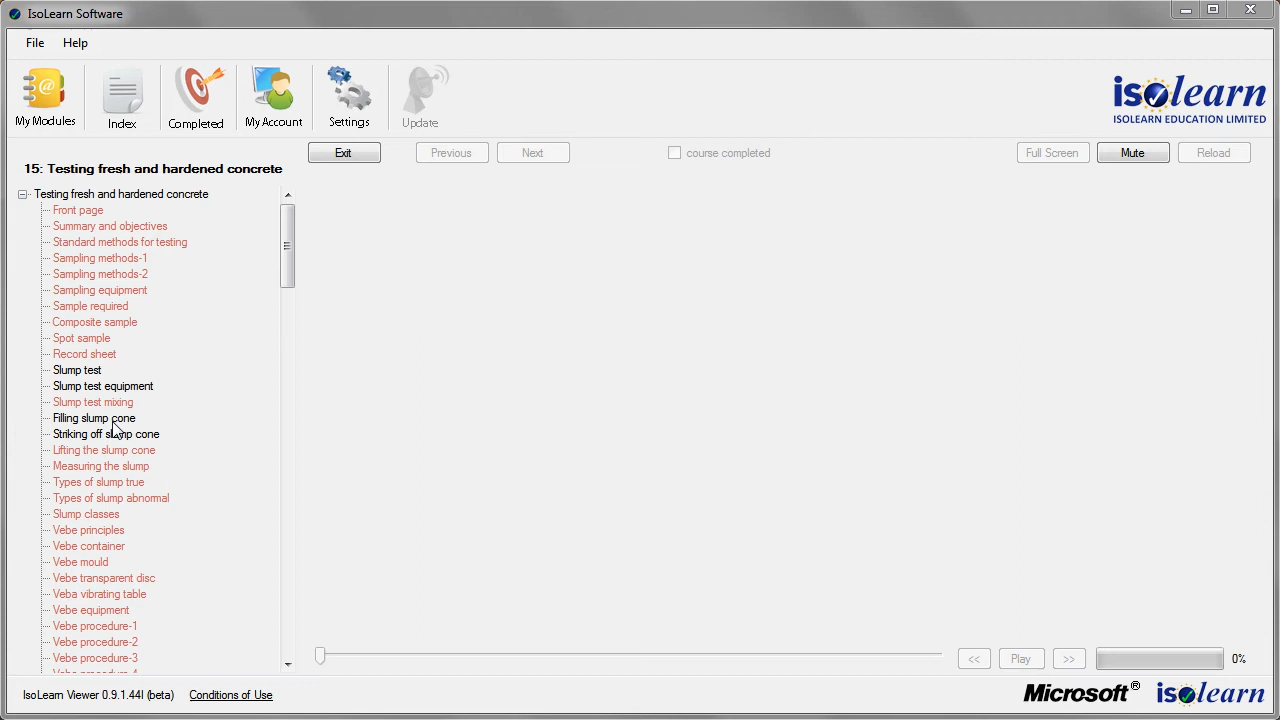 IsoLearn Software
File Help
My Modules Index Completed My Account Settings Update
isolearn
ISOLEARN EDUCATION LIMITED
Exit Previous Next course completed Full Screen Mute Reload
15: Testing fresh and hardened concrete
Testing fresh and hardened concrete
Front page
Summary and objectives
Standard methods for testing
Sampling methods-1
Sampling methods-2
Sampling equipment
Sample required
Composite sample
Spot sample
Record sheet
Slump test
Slump test equipment
Slump test mixing
Filling slump cone
Striking off slump cone
Lifting the slump cone
Measuring the slump
Types of slump true
Types of slump abnormal
Slump classes
Vebe principles
Vebe container
Vebe mould
Vebe transparent disc
Veba vibrating table
Vebe equipment
Vebe procedure-1
Vebe procedure-2
Vebe procedure-3
Vebe procedure-4
<< Play >> 0%
IsoLearn Viewer 0.9.1.44I (beta) Conditions of Use Microsoft® isolearn